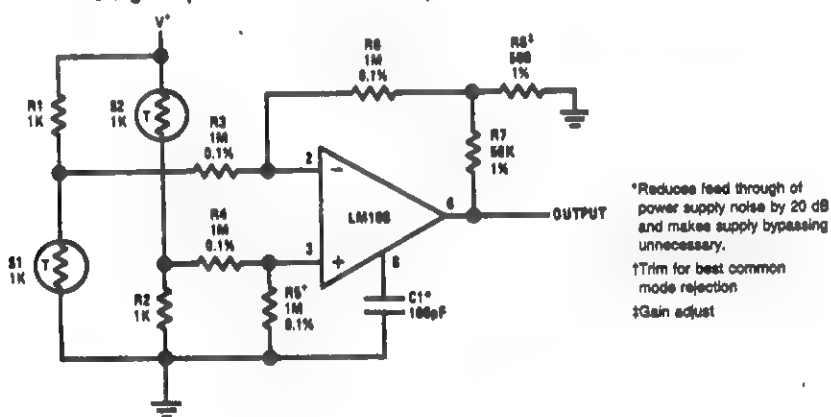 V+
R1
1K
S2
1K
T
R3
1M
0.1%
R6
1M
0.1%
R8‡
500
1%
R7
50K
1%
2
−
LM108
6
OUTPUT
R4
1M
0.1%
3
+
8
S1
1K
T
R2
1K
R5†
1M
0.1%
C1*
100pF
*Reduces feed through of
power supply noise by 20 dB
and makes supply bypassing
unnecessary.
†Trim for best common
mode rejection
‡Gain adjust